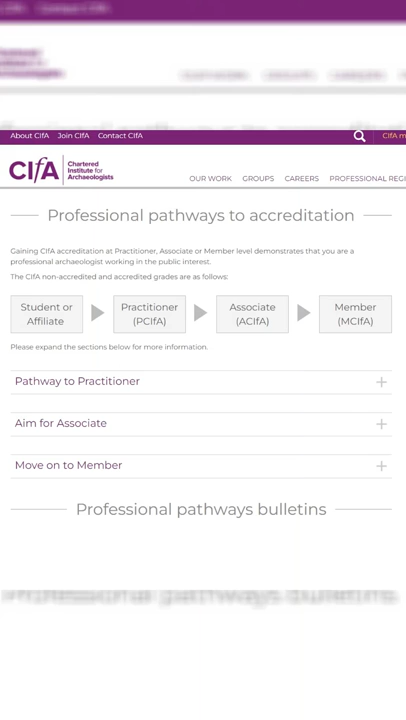 About CIfA Join CIfA Contact CIfA CIfA m
CIfA Chartered
Institute for
Archaeologists
OUR WORK GROUPS CAREERS PROFESSIONAL REGI
Professional pathways to accreditation
Gaining CIfA accreditation at Practitioner, Associate or Member level demonstrates that you are a
professional archaeologist working in the public interest.
The CIfA non-accredited and accredited grades are as follows:
Student or
Affiliate
Practitioner
(PCIfA)
Associate
(ACIfA)
Member
(MCIfA)
Please expand the sections below for more information.
Pathway to Practitioner
Aim for Associate
Move on to Member
Professional pathways bulletins